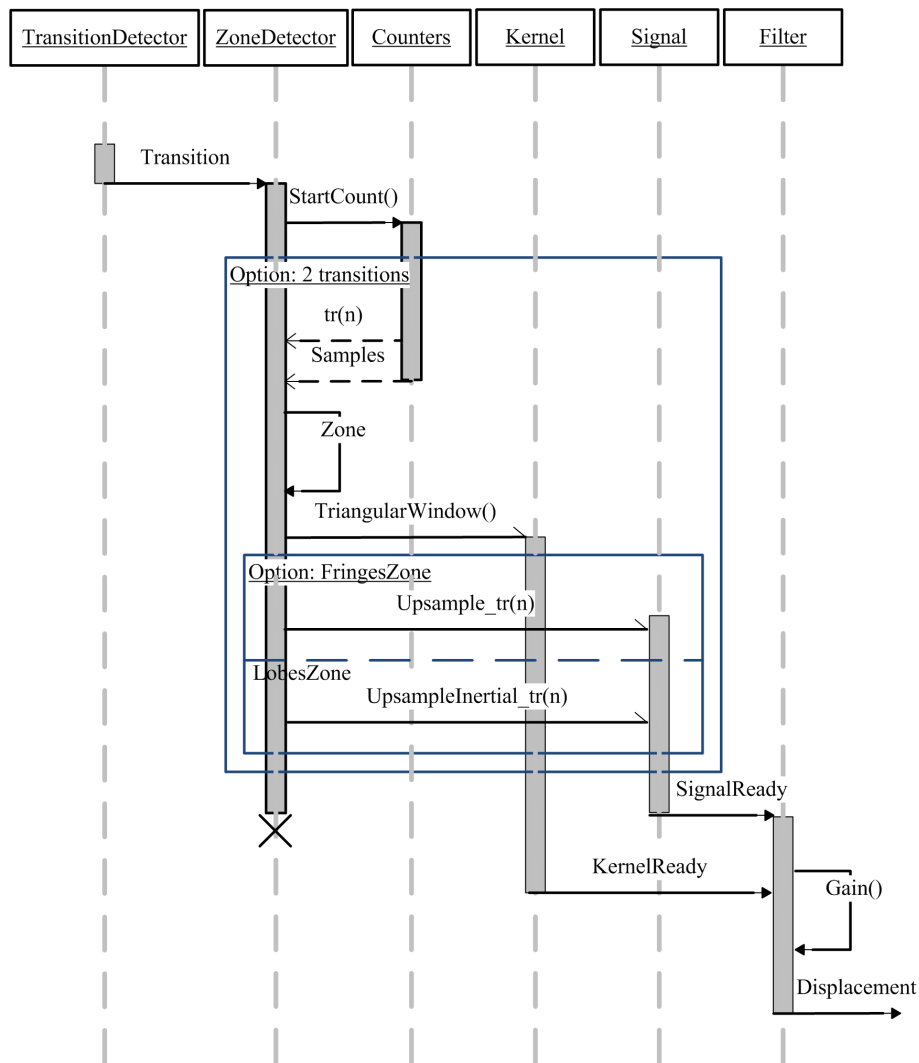 TransitionDetector
ZoneDetector
Counters
Kernel
Signal
Filter
Transition
StartCount()
Option: 2 transitions
tr(n)
Samples
Zone
TriangularWindow()
Option: FringesZone
Upsample_tr(n)
LobesZone
UpsampleInertial_tr(n)
SignalReady
KernelReady
Gain()
Displacement